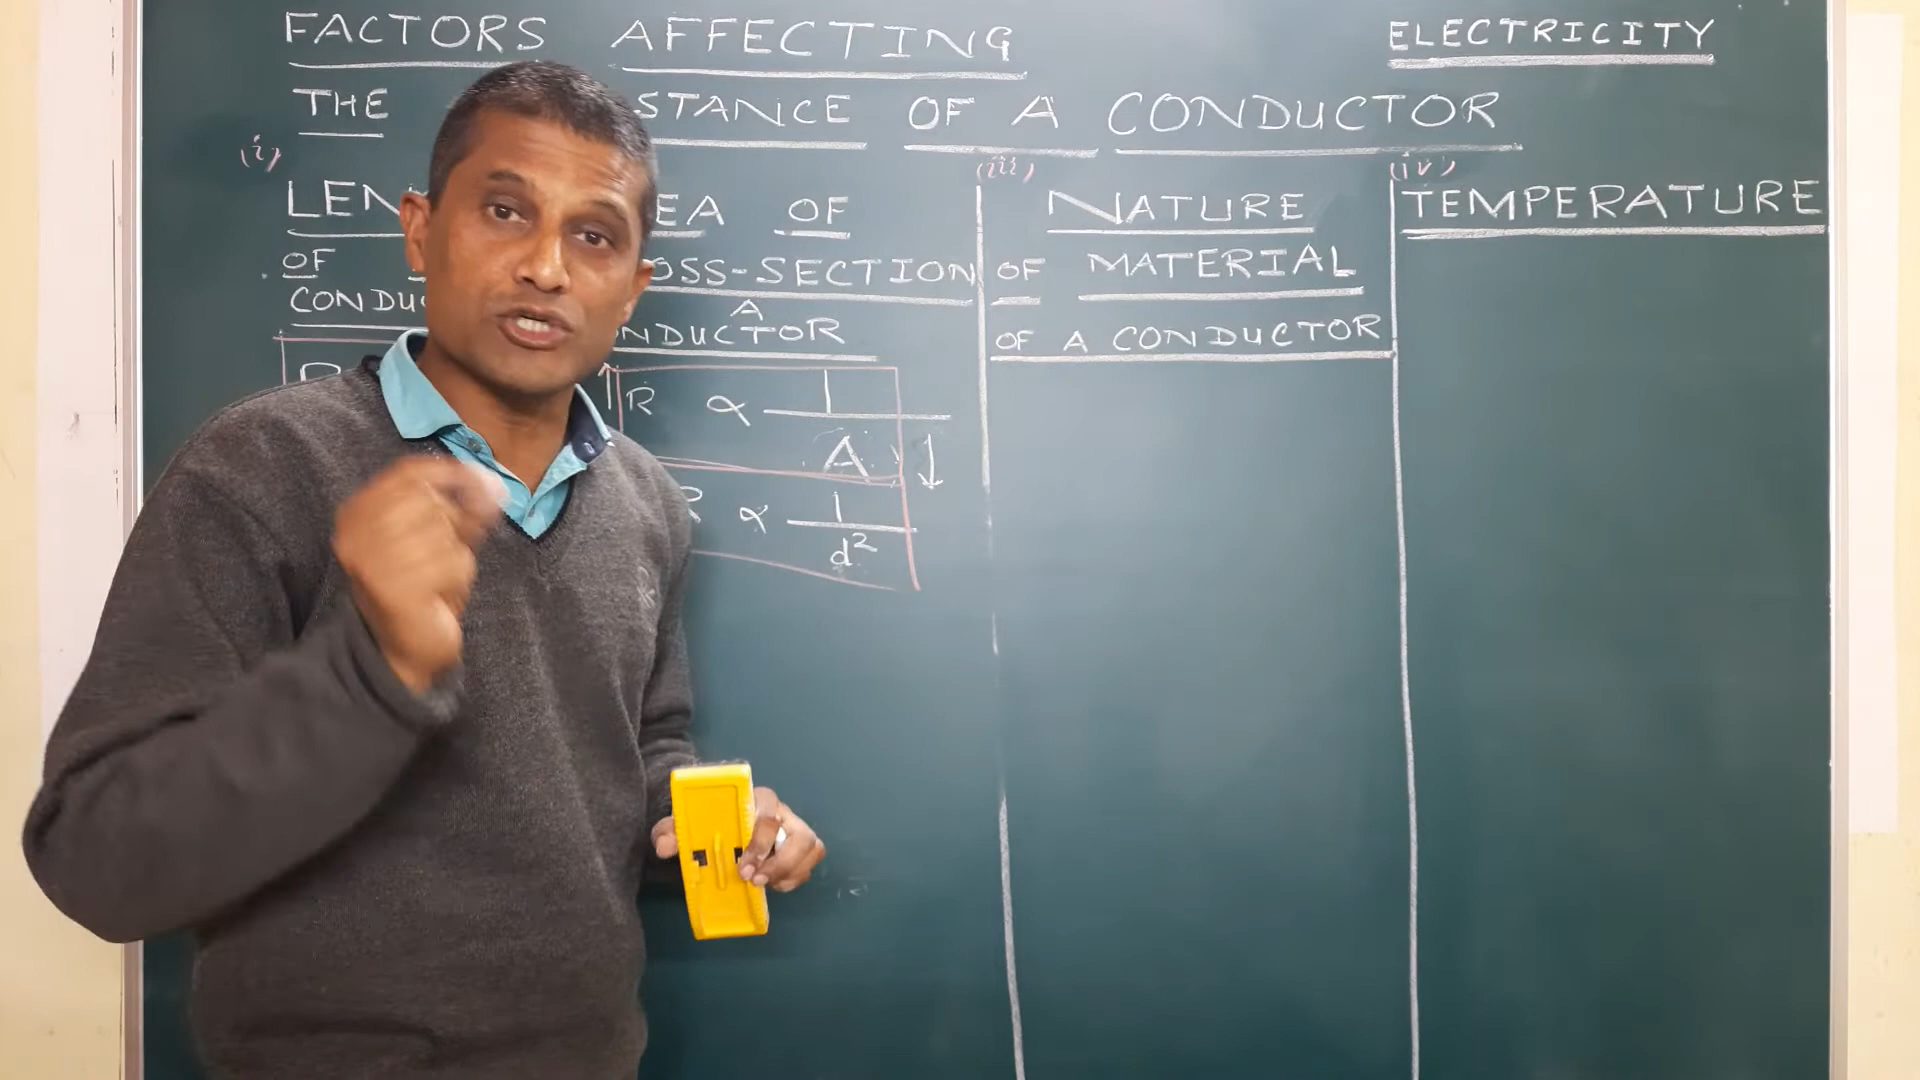 FACTORS AFFECTING
ELECTRICITY
THE STANCE OF A CONDUCTOR
(i)
(iii)
(iv)
LEN EA OF
OSS-SECTION
A
NDUCTOR
OF
CONDU
NATURE
OF MATERIAL
OF A CONDUCTOR
TEMPERATURE
↑R ∝ 1
A ↓
R ∝ 1
d²